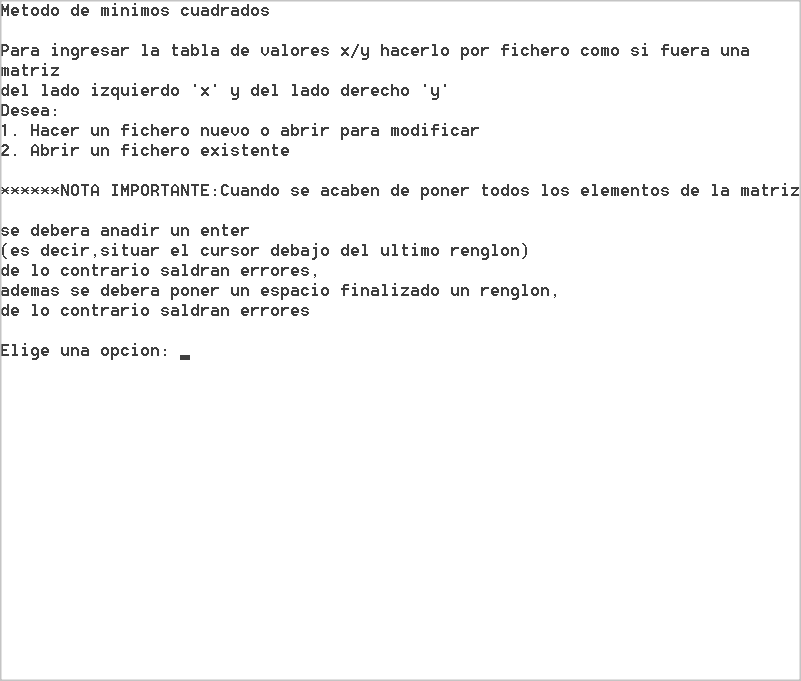 Metodo de minimos cuadrados
Para ingresar la tabla de valores x/y hacerlo por fichero como si fuera una
matriz
del lado izquierdo 'x' y del lado derecho 'y'
Desea:
1. Hacer un fichero nuevo o abrir para modificar
2. Abrir un fichero existente
******NOTA IMPORTANTE:Cuando se acaben de poner todos los elementos de la matriz
se debera anadir un enter
(es decir,situar el cursor debajo del ultimo renglon)
de lo contrario saldran errores,
ademas se debera poner un espacio finalizado un renglon,
de lo contrario saldran errores
Elige una opcion: _